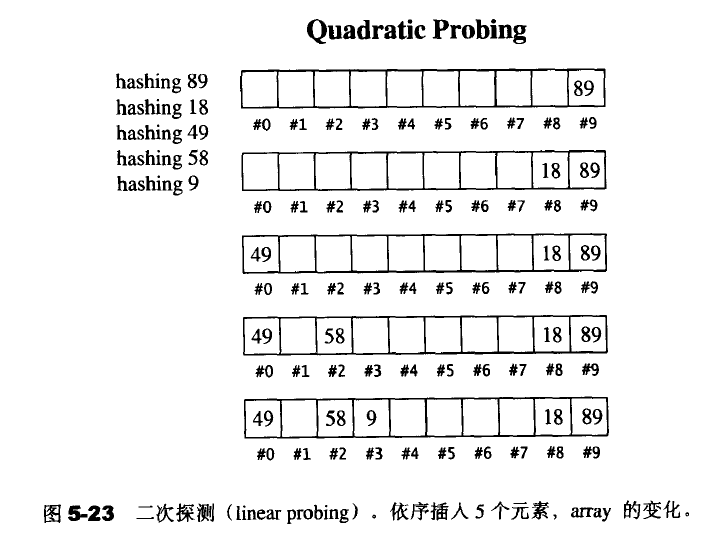 Quadratic Probing
hashing 89
hashing 18
hashing 49
hashing 58
hashing 9
89
#0 #1 #2 #3 #4 #5 #6 #7 #8 #9
18 89
#0 #1 #2 #3 #4 #5 #6 #7 #8 #9
49 18 89
#0 #1 #2 #3 #4 #5 #6 #7 #8 #9
49 58 18 89
#0 #1 #2 #3 #4 #5 #6 #7 #8 #9
49 58 9 18 89
#0 #1 #2 #3 #4 #5 #6 #7 #8 #9
图 5-23 二次探测（linear probing）。依序插入 5 个元素，array 的变化。